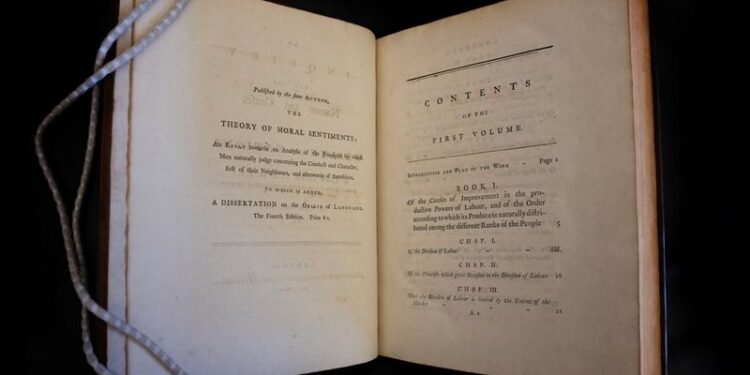 Published by the same AUTHOR,
THE
THEORY OF MORAL SENTIMENTS:
An ESSAY towards an Analysis of the Principles by which
Men naturally judge concerning the Conduct and Character,
first of their Neighbours, and afterwards of themselves.
TO WHICH IS ADDED,
A DISSERTATION on the ORIGIN of LANGUAGE.
The Fourth Edition. Price 6s.
CONTENTS
OF THE
FIRST VOLUME.
INTRODUCTION and PLAN of the WORK - Page 1
BOOK I.
Of the Causes of Improvement in the pro-
ductive Powers of Labour, and of the Order
according to which its Produce is naturally distri-
buted among the different Ranks of the People 5
CHAP. I.
Of the Division of Labour - - Ibid.
CHAP. II.
Of the Principle which gives Occasion to the Division of Labour 16
CHAP. III.
That the Division of Labour is limited by the Extent of the
Market - - - 21
A 2